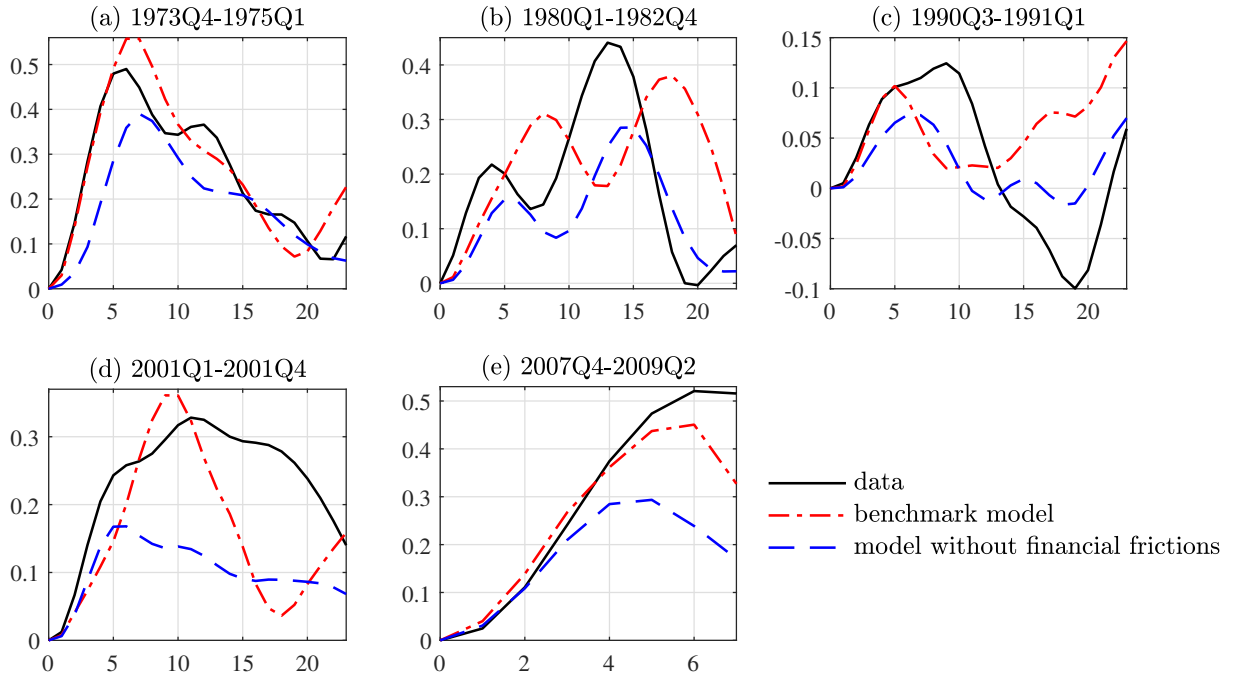 (a) 1973Q4-1975Q1
0.5
0.4
0.3
0.2
0.1
0
0 5 10 15 20
(b) 1980Q1-1982Q4
0.4
0.3
0.2
0.1
0
0 5 10 15 20
(c) 1990Q3-1991Q1
0.15
0.1
0.05
0
-0.05
-0.1
0 5 10 15 20
(d) 2001Q1-2001Q4
0.3
0.2
0.1
0
0 5 10 15 20
(e) 2007Q4-2009Q2
0.5
0.4
0.3
0.2
0.1
0
0 2 4 6
data
benchmark model
model without financial frictions